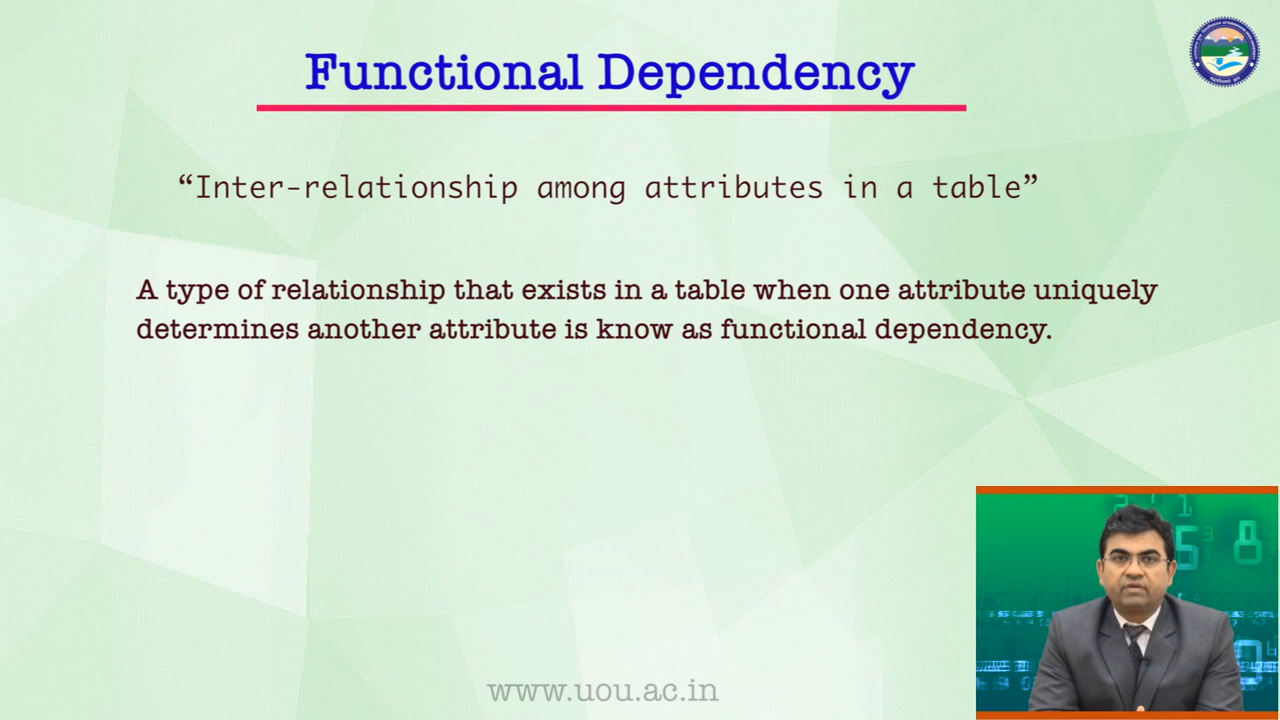 Functional Dependency
“Inter-relationship among attributes in a table”
A type of relationship that exists in a table when one attribute uniquely
determines another attribute is know as functional dependency.
www.uou.ac.in